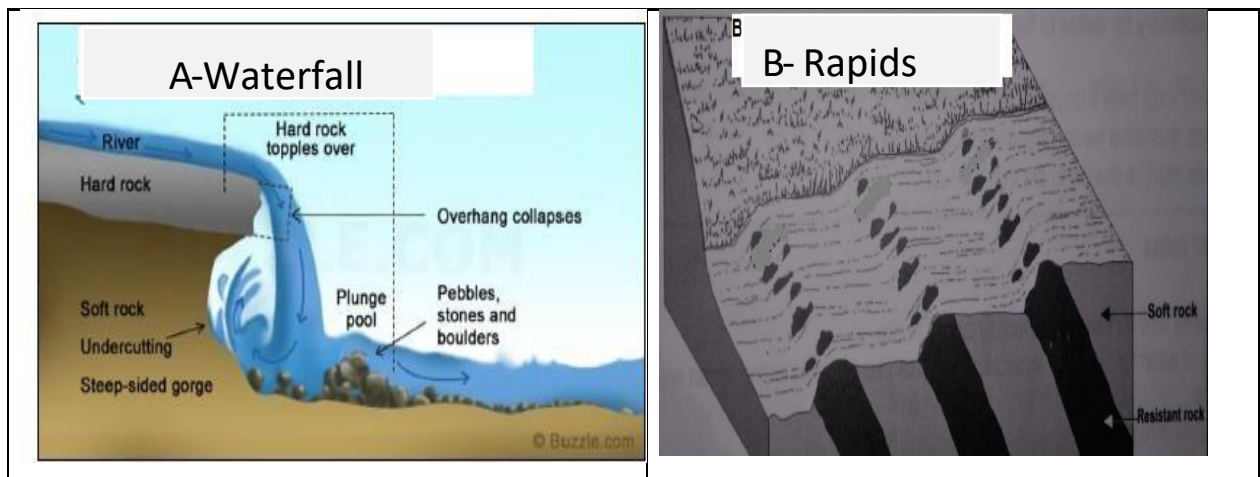 A-Waterfall
River
Hard rock
topples over
Hard rock
Overhang collapses
Soft rock
Undercutting
Steep-sided gorge
Plunge
pool
Pebbles,
stones and
boulders
© Buzzle.com
B
B- Rapids
Soft rock
Resistant rock